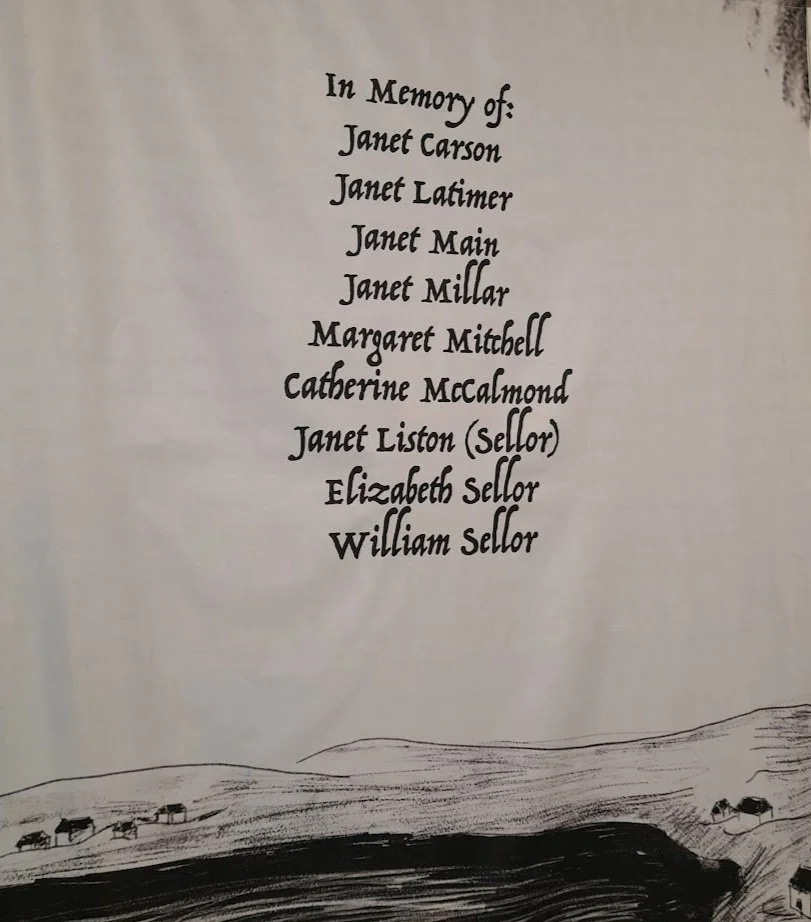 In Memory of:
Janet Carson
Janet Latimer
Janet Main
Janet Millar
Margaret Mitchell
Catherine McCalmond
Janet Liston (Sellor)
Elizabeth Sellor
William Sellor